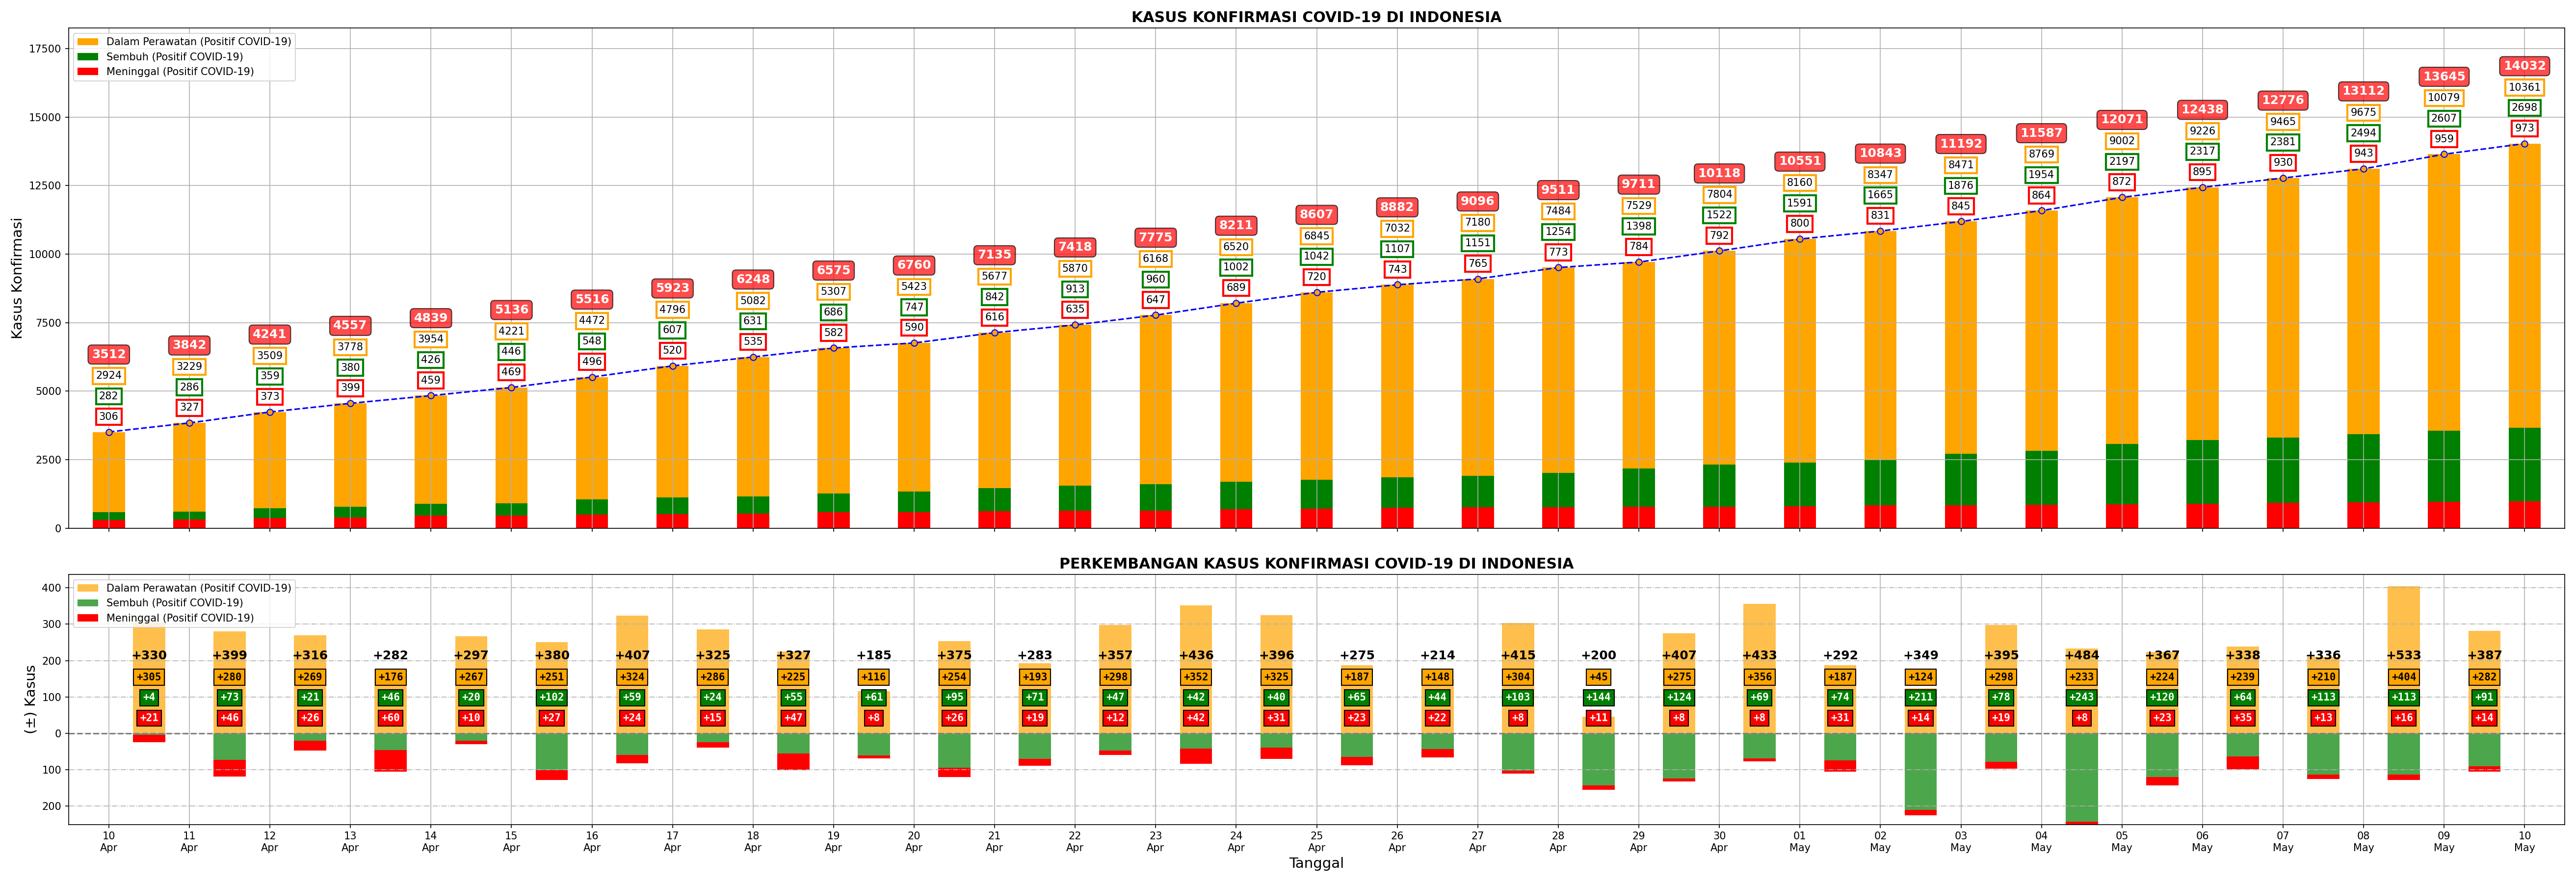 KASUS KONFIRMASI COVID-19 DI INDONESIA
Dalam Perawatan (Positif COVID-19)
Sembuh (Positif COVID-19)
Meninggal (Positif COVID-19)
Kasus Konfirmasi
17500
15000
12500
10000
7500
5000
2500
0
3512 3842 4241 4557 4839 5136 5516 5923 6248 6575 6760 7135 7418 7775 8211 8607 8882 9096 9511 9711 10118 10551 10843 11192 11587 12071 12438 12776 13112 13645 14032
2924 3229 3509 3778 3954 4221 4472 4796 5082 5307 5423 5677 5870 6168 6520 6845 7032 7180 7484 7529 7804 8160 8347 8471 8769 9002 9226 9465 9675 10079 10361
282 286 359 380 426 446 548 607 631 686 747 842 913 960 1002 1042 1107 1151 1254 1398 1522 1591 1665 1876 1954 2197 2317 2381 2494 2607 2698
306 327 373 399 459 469 496 520 535 582 590 616 635 647 689 720 743 765 773 784 792 800 831 845 864 872 895 930 943 959 973
PERKEMBANGAN KASUS KONFIRMASI COVID-19 DI INDONESIA
Dalam Perawatan (Positif COVID-19)
Sembuh (Positif COVID-19)
Meninggal (Positif COVID-19)
(±) Kasus
400
300
200
100
0
100
200
+330 +399 +316 +282 +297 +380 +407 +325 +327 +185 +375 +283 +357 +436 +396 +275 +214 +415 +200 +407 +433 +292 +349 +395 +484 +367 +338 +336 +533 +387
+305 +280 +269 +176 +267 +251 +324 +286 +225 +116 +254 +193 +298 +352 +325 +187 +148 +304 +45 +275 +356 +187 +124 +298 +233 +224 +239 +210 +404 +282
+4 +73 +21 +46 +20 +102 +59 +24 +55 +61 +95 +71 +47 +42 +40 +65 +44 +103 +144 +124 +69 +74 +211 +78 +243 +120 +64 +113 +113 +91
+21 +46 +26 +60 +10 +27 +24 +15 +47 +8 +26 +19 +12 +42 +31 +23 +22 +8 +11 +8 +8 +31 +14 +19 +8 +23 +35 +13 +16 +14
10 11 12 13 14 15 16 17 18 19 20 21 22 23 24 25 26 27 28 29 30 01 02 03 04 05 06 07 08 09 10
Apr Apr Apr Apr Apr Apr Apr Apr Apr Apr Apr Apr Apr Apr Apr Apr Apr Apr Apr Apr Apr May May May May May May May May May May
Tanggal